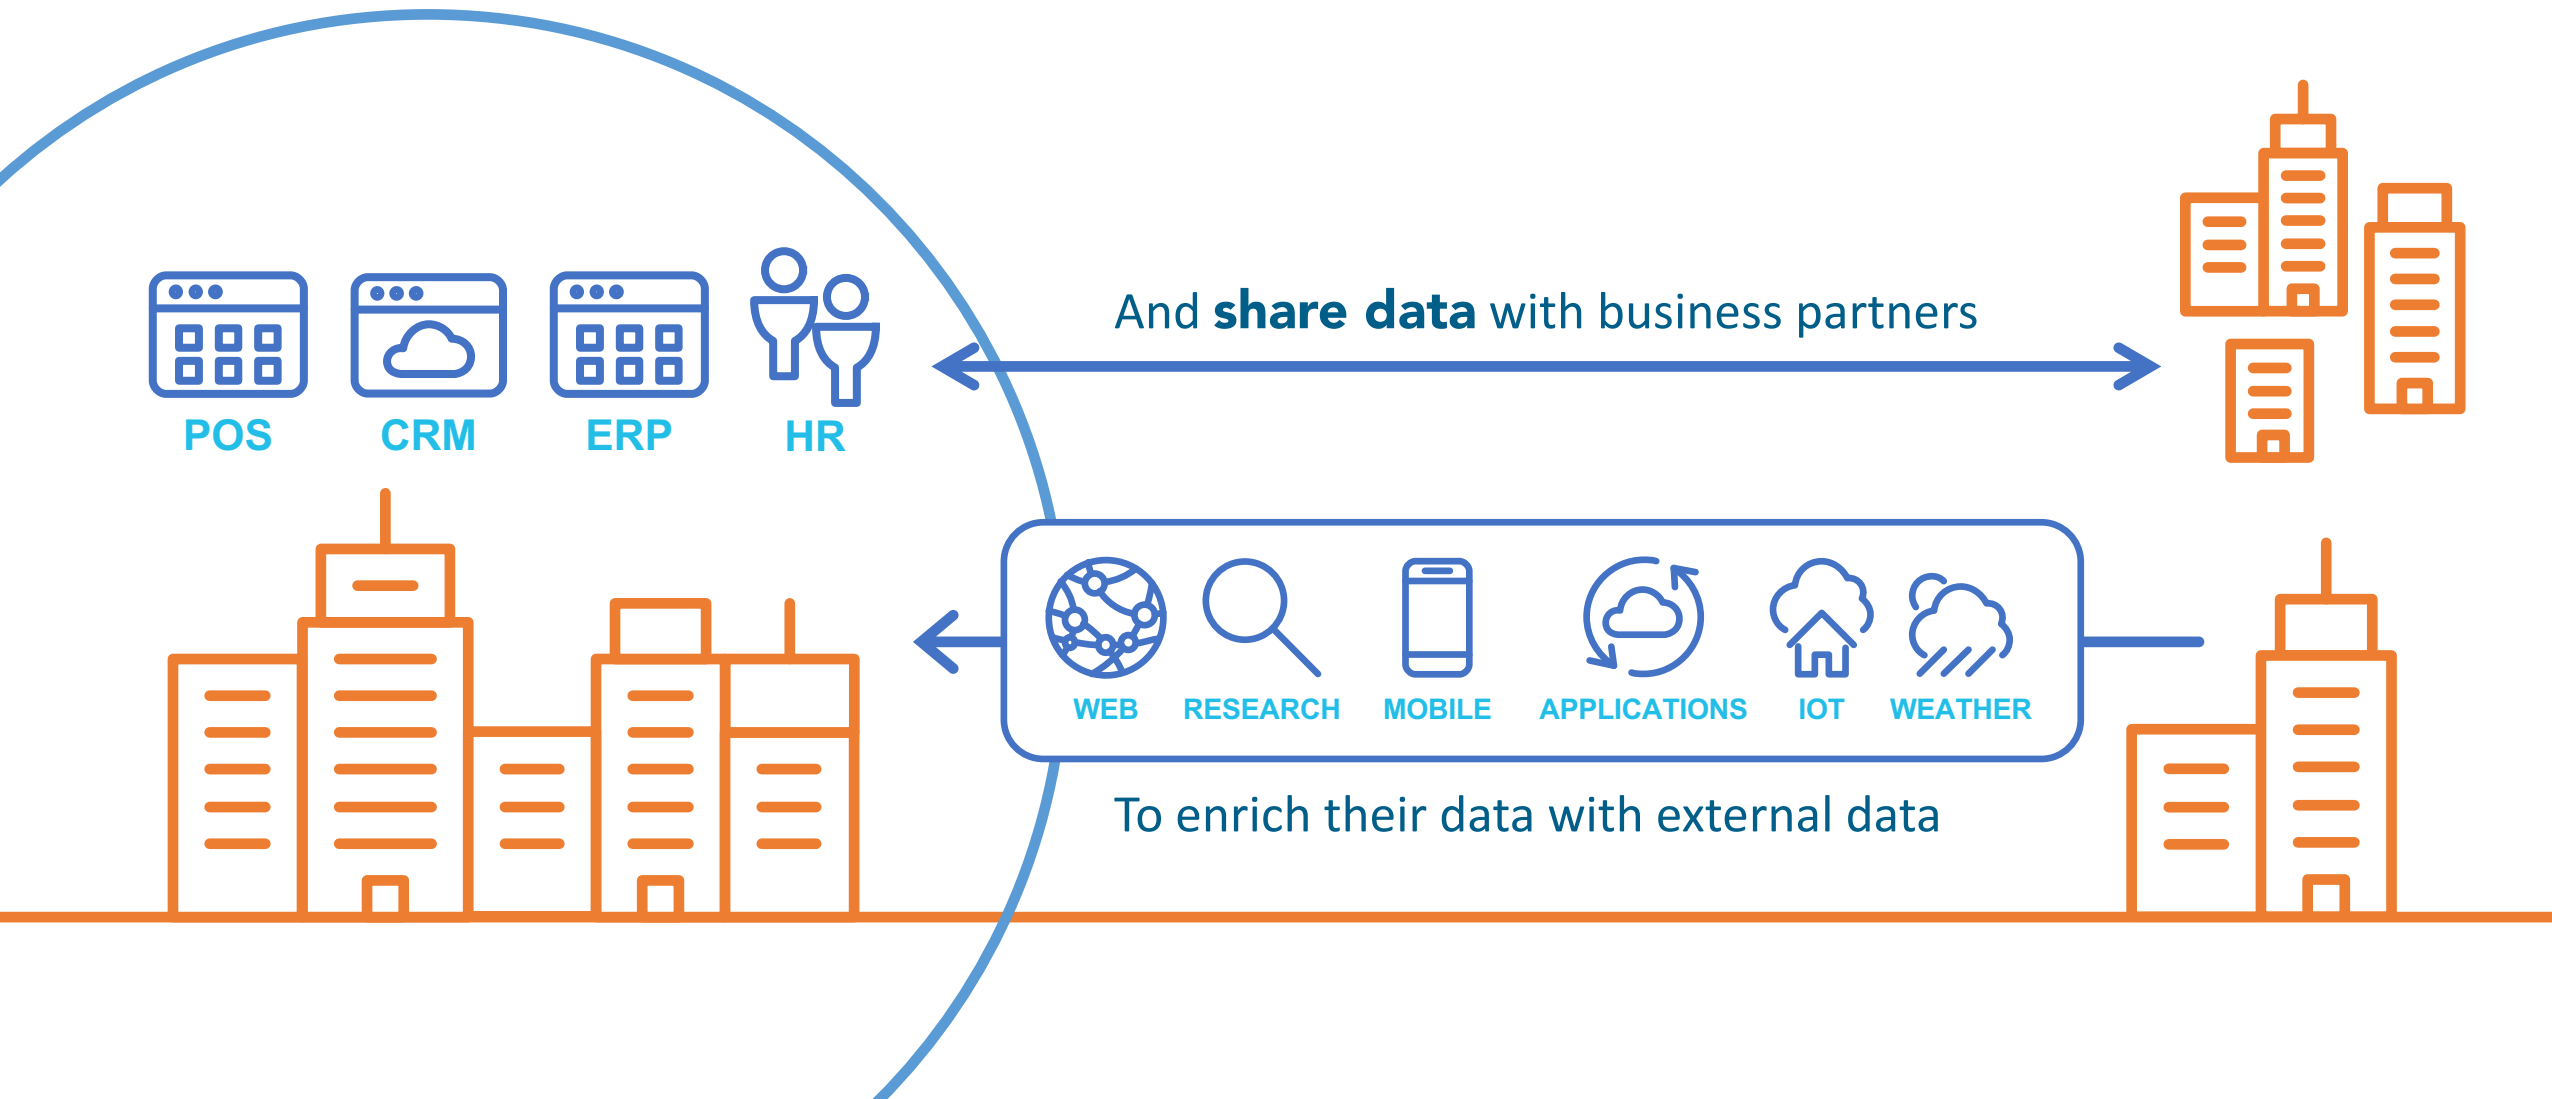 And share data with business partners
POS CRM ERP HR
WEB RESEARCH MOBILE APPLICATIONS IOT WEATHER
To enrich their data with external data